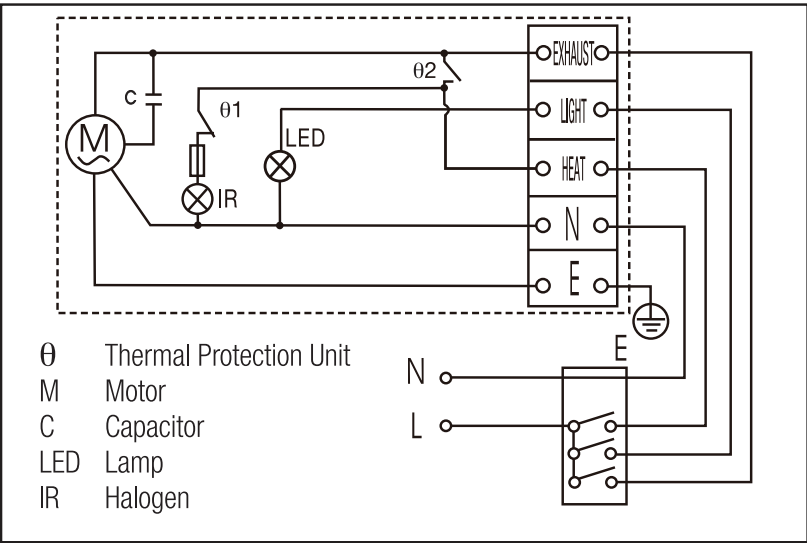 θ2
EXHAUST
C
θ1
LIGHT
M
LED
HEAT
IR
N
E
E
θ Thermal Protection Unit
M Motor
C Capacitor
LED Lamp
IR Halogen
N
L